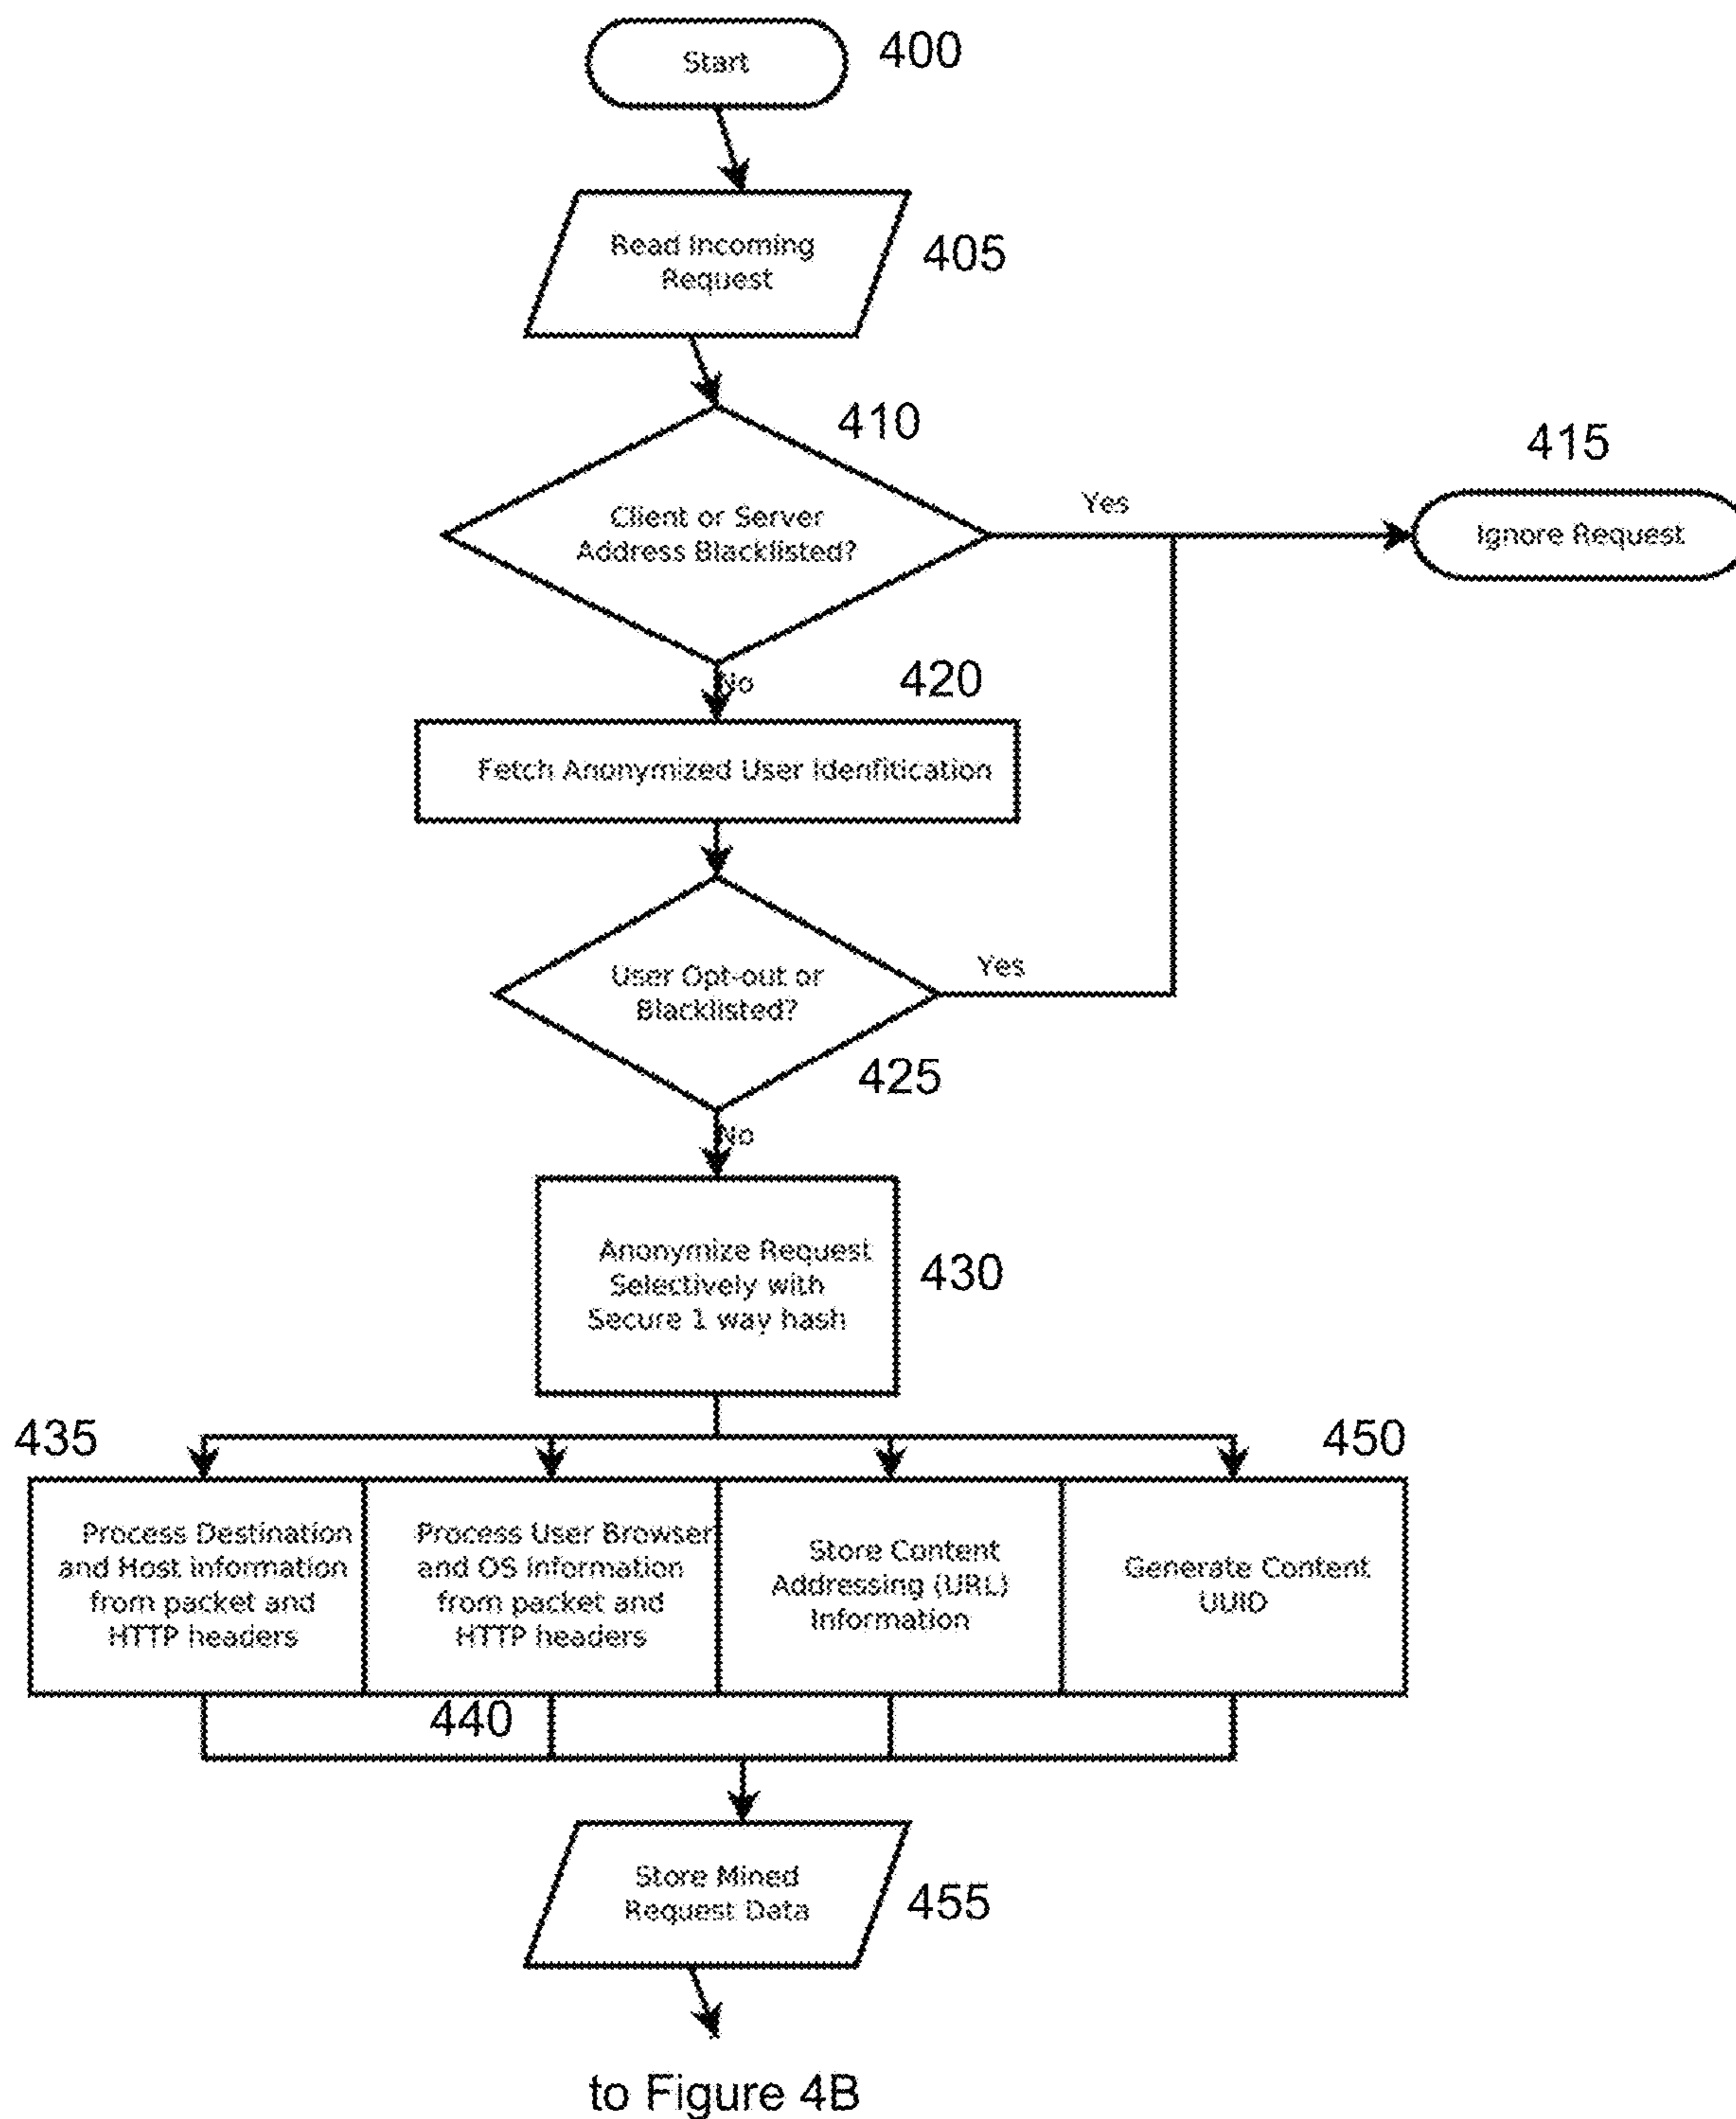 Start
400
Read Incoming
Request
405
410
Client or Server
Address Blacklisted?
Yes
415
Ignore Request
No
420
Fetch Anonymized User Idenfitication
User Opt-out or
Blacklisted?
Yes
425
No
Anonymize Request
Selectively with
Secure 1 way hash
430
435
450
Process Destination
and Host information
from packet and
HTTP headers
Process User Browser
and OS information
from packet and
HTTP headers
Store Content
Addressing (URL)
Information
Generate Content
UUID
440
Store Mined
Request Data
455
to Figure 4B